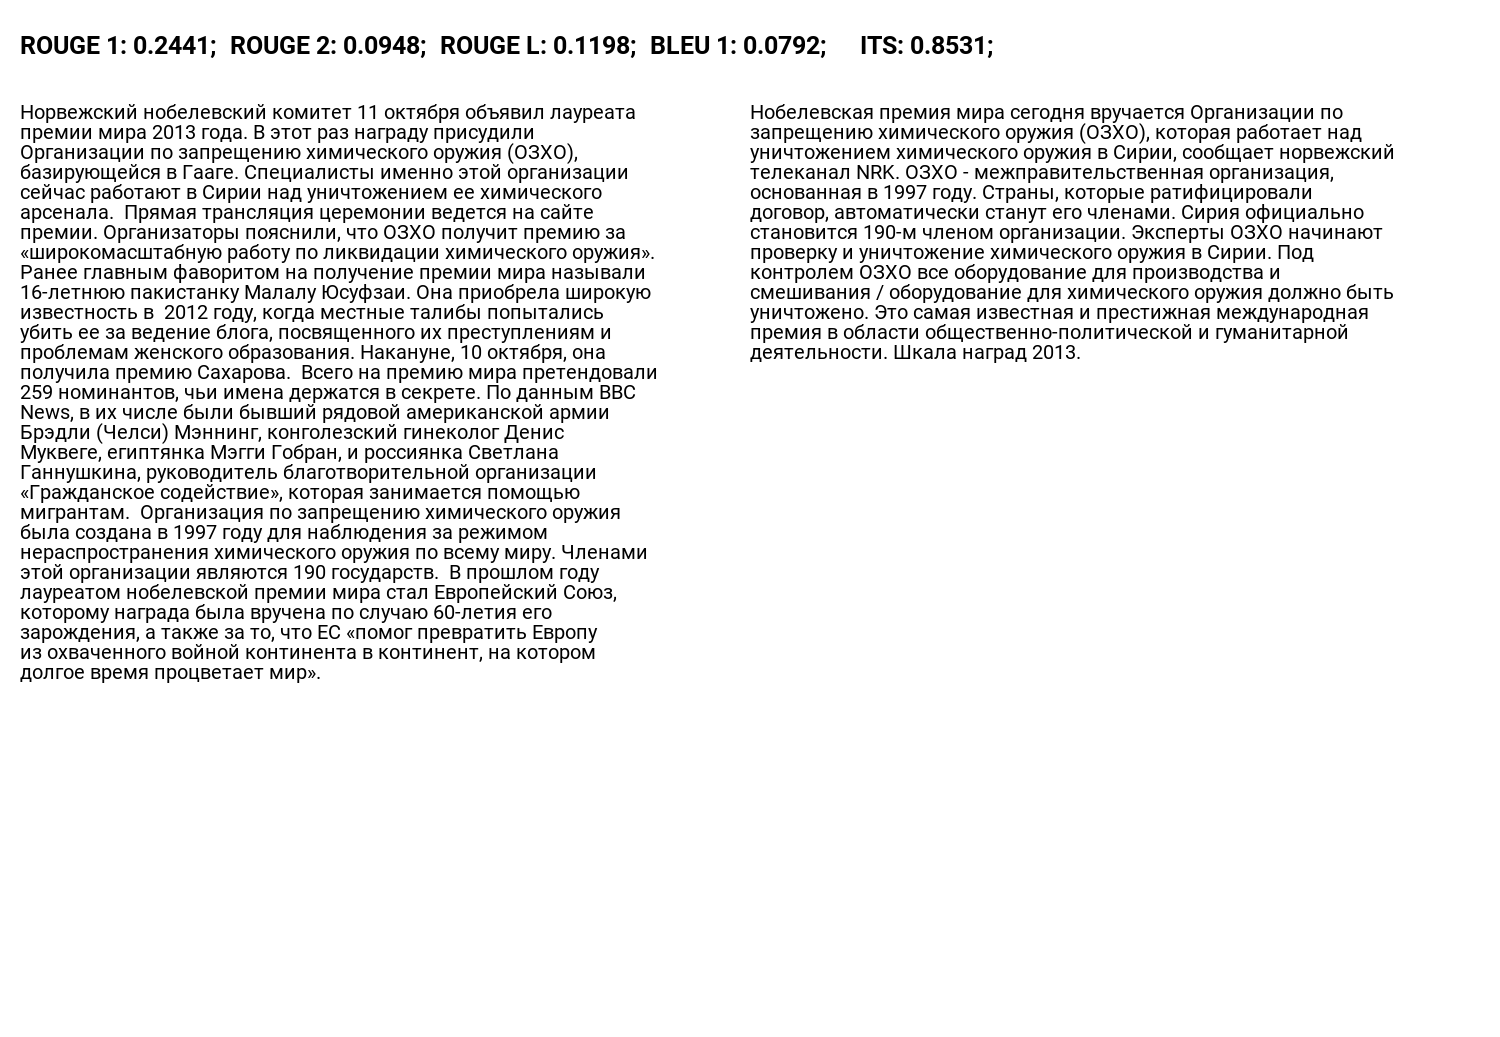 ROUGE 1: 0.2441;  ROUGE 2: 0.0948;  ROUGE L: 0.1198;  BLEU 1: 0.0792;     ITS: 0.8531;
Норвежский нобелевский комитет 11 октября объявил лауреата
премии мира 2013 года. В этот раз награду присудили
Организации по запрещению химического оружия (ОЗХО),
базирующейся в Гааге. Специалисты именно этой организации
сейчас работают в Сирии над уничтожением ее химического
арсенала.  Прямая трансляция церемонии ведется на сайте
премии. Организаторы пояснили, что ОЗХО получит премию за
«широкомасштабную работу по ликвидации химического оружия».
Ранее главным фаворитом на получение премии мира называли
16-летнюю пакистанку Малалу Юсуфзаи. Она приобрела широкую
известность в  2012 году, когда местные талибы попытались
убить ее за ведение блога, посвященного их преступлениям и
проблемам женского образования. Накануне, 10 октября, она
получила премию Сахарова.  Всего на премию мира претендовали
259 номинантов, чьи имена держатся в секрете. По данным BBC
News, в их числе были бывший рядовой американской армии
Брэдли (Челси) Мэннинг, конголезский гинеколог Денис
Муквеге, египтянка Мэгги Гобран, и россиянка Светлана
Ганнушкина, руководитель благотворительной организации
«Гражданское содействие», которая занимается помощью
мигрантам.  Организация по запрещению химического оружия
была создана в 1997 году для наблюдения за режимом
нераспространения химического оружия по всему миру. Членами
этой организации являются 190 государств.  В прошлом году
лауреатом нобелевской премии мира стал Европейский Союз,
которому награда была вручена по случаю 60-летия его
зарождения, а также за то, что ЕС «помог превратить Европу
из охваченного войной континента в континент, на котором
долгое время процветает мир».
Нобелевская премия мира сегодня вручается Организации по
запрещению химического оружия (ОЗХО), которая работает над
уничтожением химического оружия в Сирии, сообщает норвежский
телеканал NRK. ОЗХО - межправительственная организация,
основанная в 1997 году. Страны, которые ратифицировали
договор, автоматически станут его членами. Сирия официально
становится 190-м членом организации. Эксперты ОЗХО начинают
проверку и уничтожение химического оружия в Сирии. Под
контролем ОЗХО все оборудование для производства и
смешивания / оборудование для химического оружия должно быть
уничтожено. Это самая известная и престижная международная
премия в области общественно-политической и гуманитарной
деятельности. Шкала наград 2013.